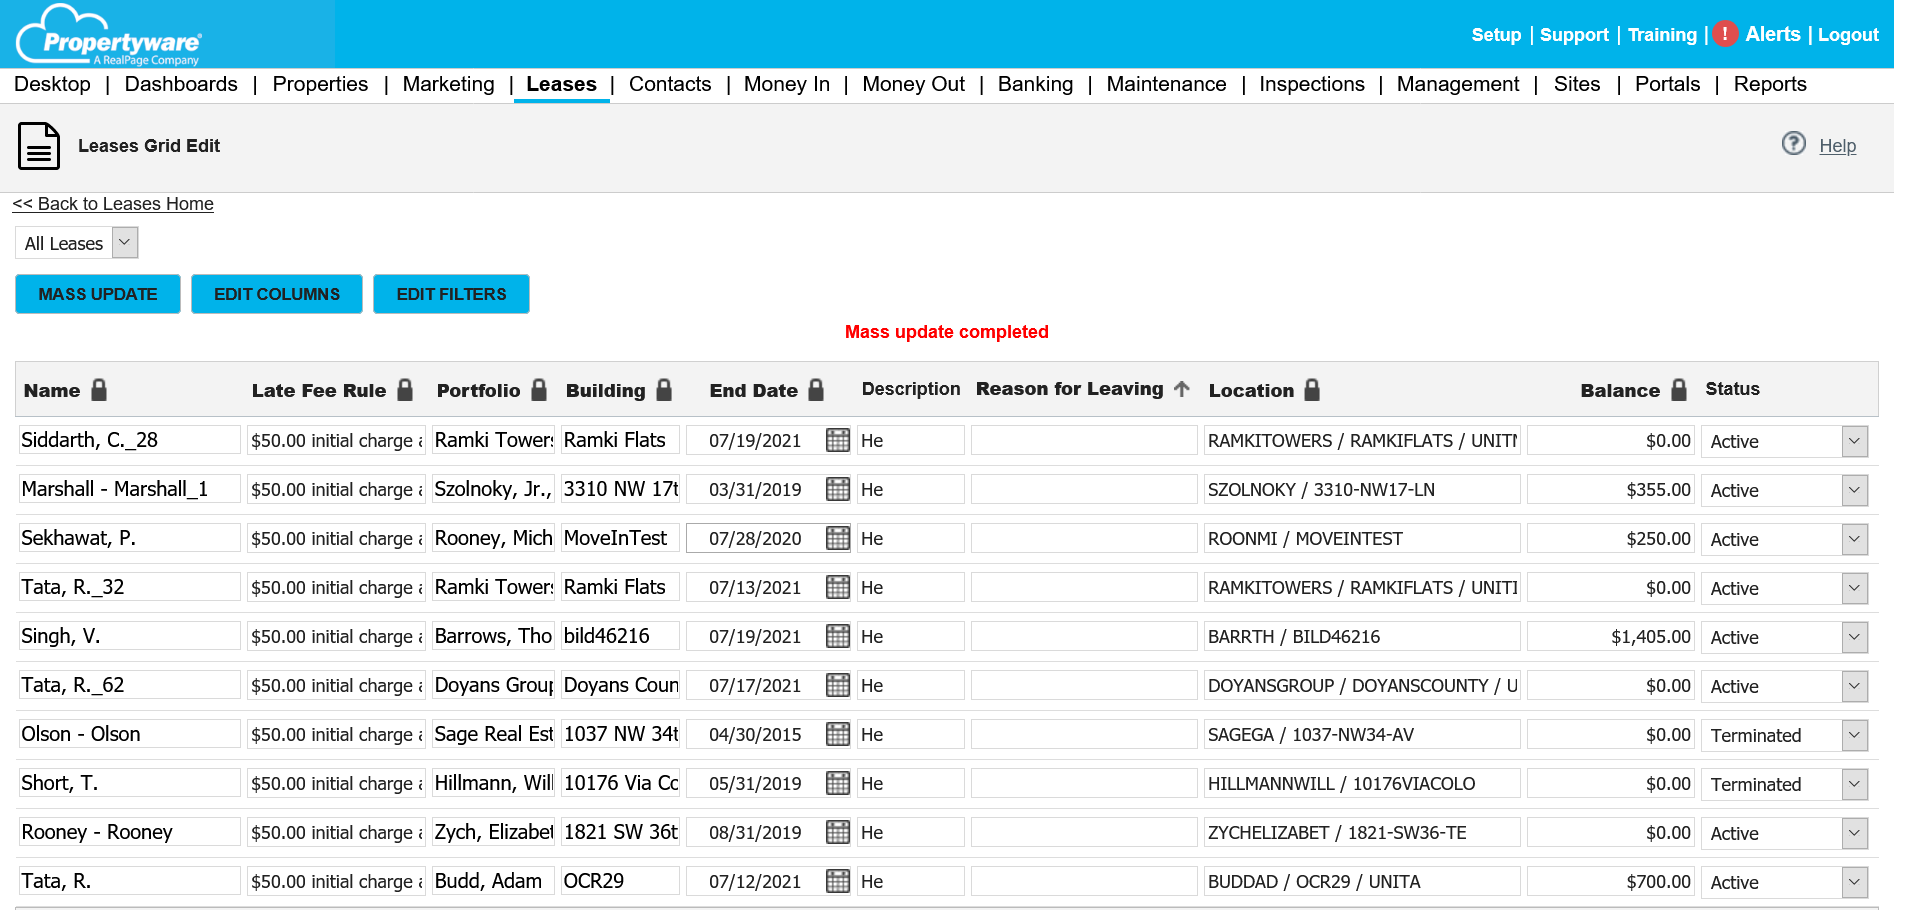 Propertyware
A RealPage Company
Setup | Support | Training | ! Alerts | Logout
Desktop | Dashboards | Properties | Marketing | Leases | Contacts | Money In | Money Out | Banking | Maintenance | Inspections | Management | Sites | Portals | Reports
Leases Grid Edit
? Help
<< Back to Leases Home
All Leases
MASS UPDATE EDIT COLUMNS EDIT FILTERS
Mass update completed
Name Late Fee Rule Portfolio Building End Date Description Reason for Leaving Location Balance Status
Siddarth, C._28 $50.00 initial charge Ramki Towers Ramki Flats 07/19/2021 He RAMKITOWERS / RAMKIFLATS / UNIT $0.00 Active
Marshall - Marshall_1 $50.00 initial charge Szolnoky, Jr., 3310 NW 17t 03/31/2019 He SZOLNOKY / 3310-NW17-LN $355.00 Active
Sekhawat, P. $50.00 initial charge Rooney, Mich MoveInTest 07/28/2020 He ROONMI / MOVEINTEST $250.00 Active
Tata, R._32 $50.00 initial charge Ramki Towers Ramki Flats 07/13/2021 He RAMKITOWERS / RAMKIFLATS / UNIT $0.00 Active
Singh, V. $50.00 initial charge Barrows, Tho bild46216 07/19/2021 He BARRTH / BILD46216 $1,405.00 Active
Tata, R._62 $50.00 initial charge Doyans Group Doyans Coun 07/17/2021 He DOYANSGROUP / DOYANSCOUNTY / U $0.00 Active
Olson - Olson $50.00 initial charge Sage Real Est 1037 NW 34t 04/30/2015 He SAGEGA / 1037-NW34-AV $0.00 Terminated
Short, T. $50.00 initial charge Hillmann, Will 10176 Via Co 05/31/2019 He HILLMANNWILL / 10176VIACOLO $0.00 Terminated
Rooney - Rooney $50.00 initial charge Zych, Elizabet 1821 SW 36t 08/31/2019 He ZYCHELIZABET / 1821-SW36-TE $0.00 Active
Tata, R. $50.00 initial charge Budd, Adam OCR29 07/12/2021 He BUDDAD / OCR29 / UNITA $700.00 Active